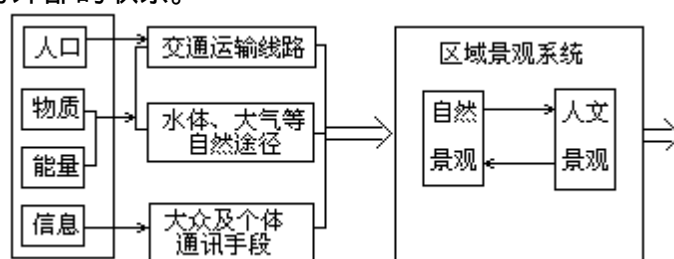 人口
交通运输线路
区域景观系统
物质
水体、大气等
自然途径
自然
景观
人文
景观
能量
信息
大众及个体
通讯手段